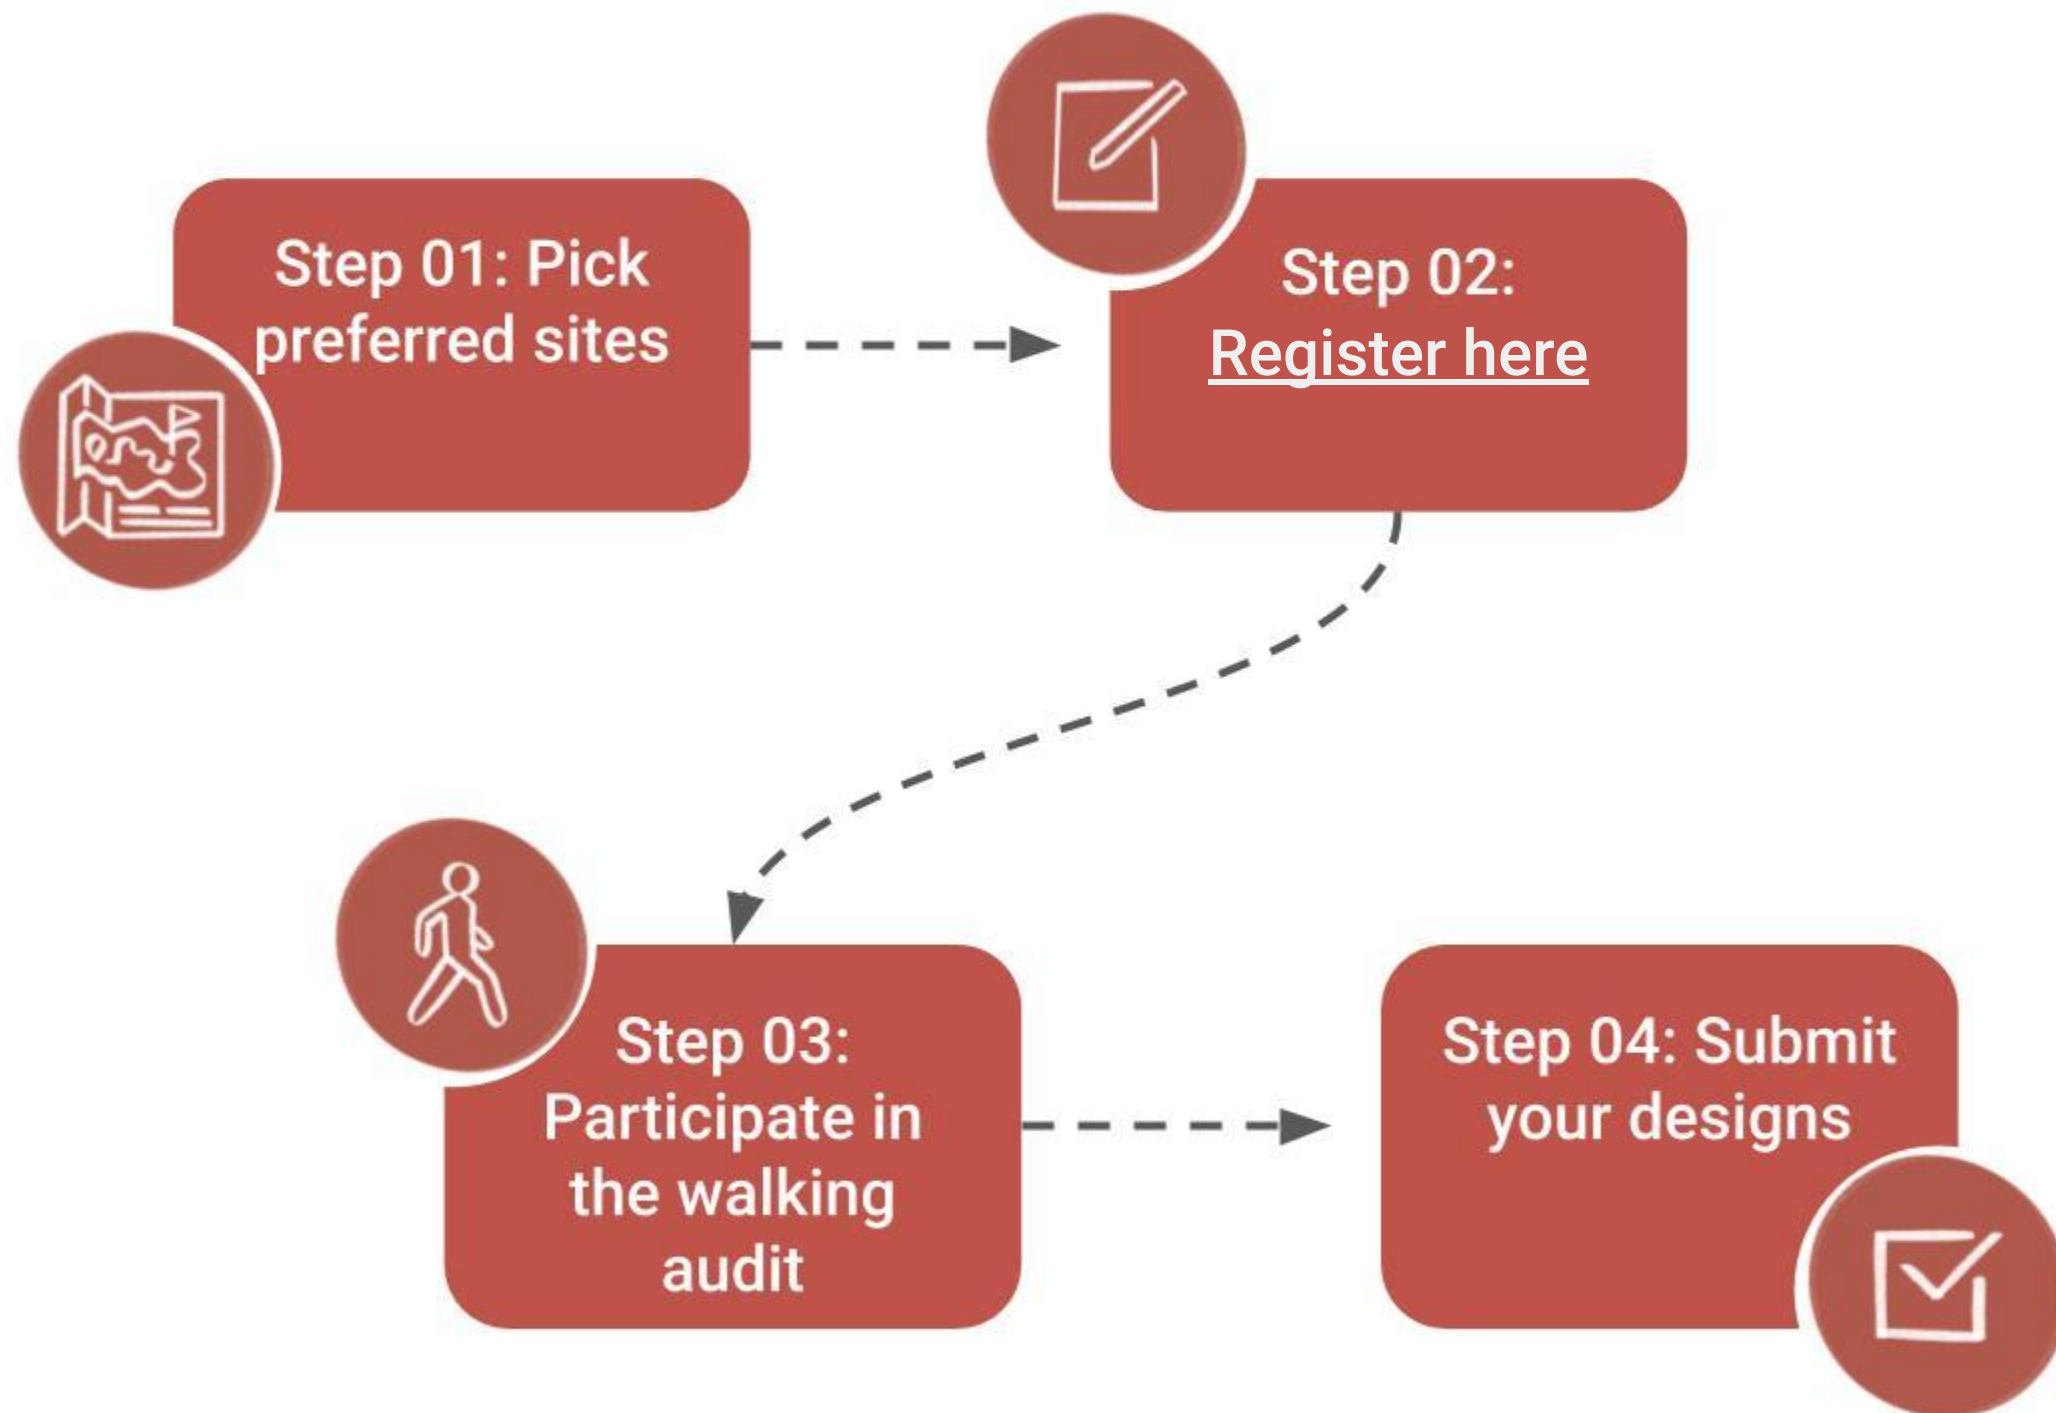 Step 01: Pick
preferred sites
Step 02:
Register here
Step 03:
Participate in
the walking
audit
Step 04: Submit
your designs